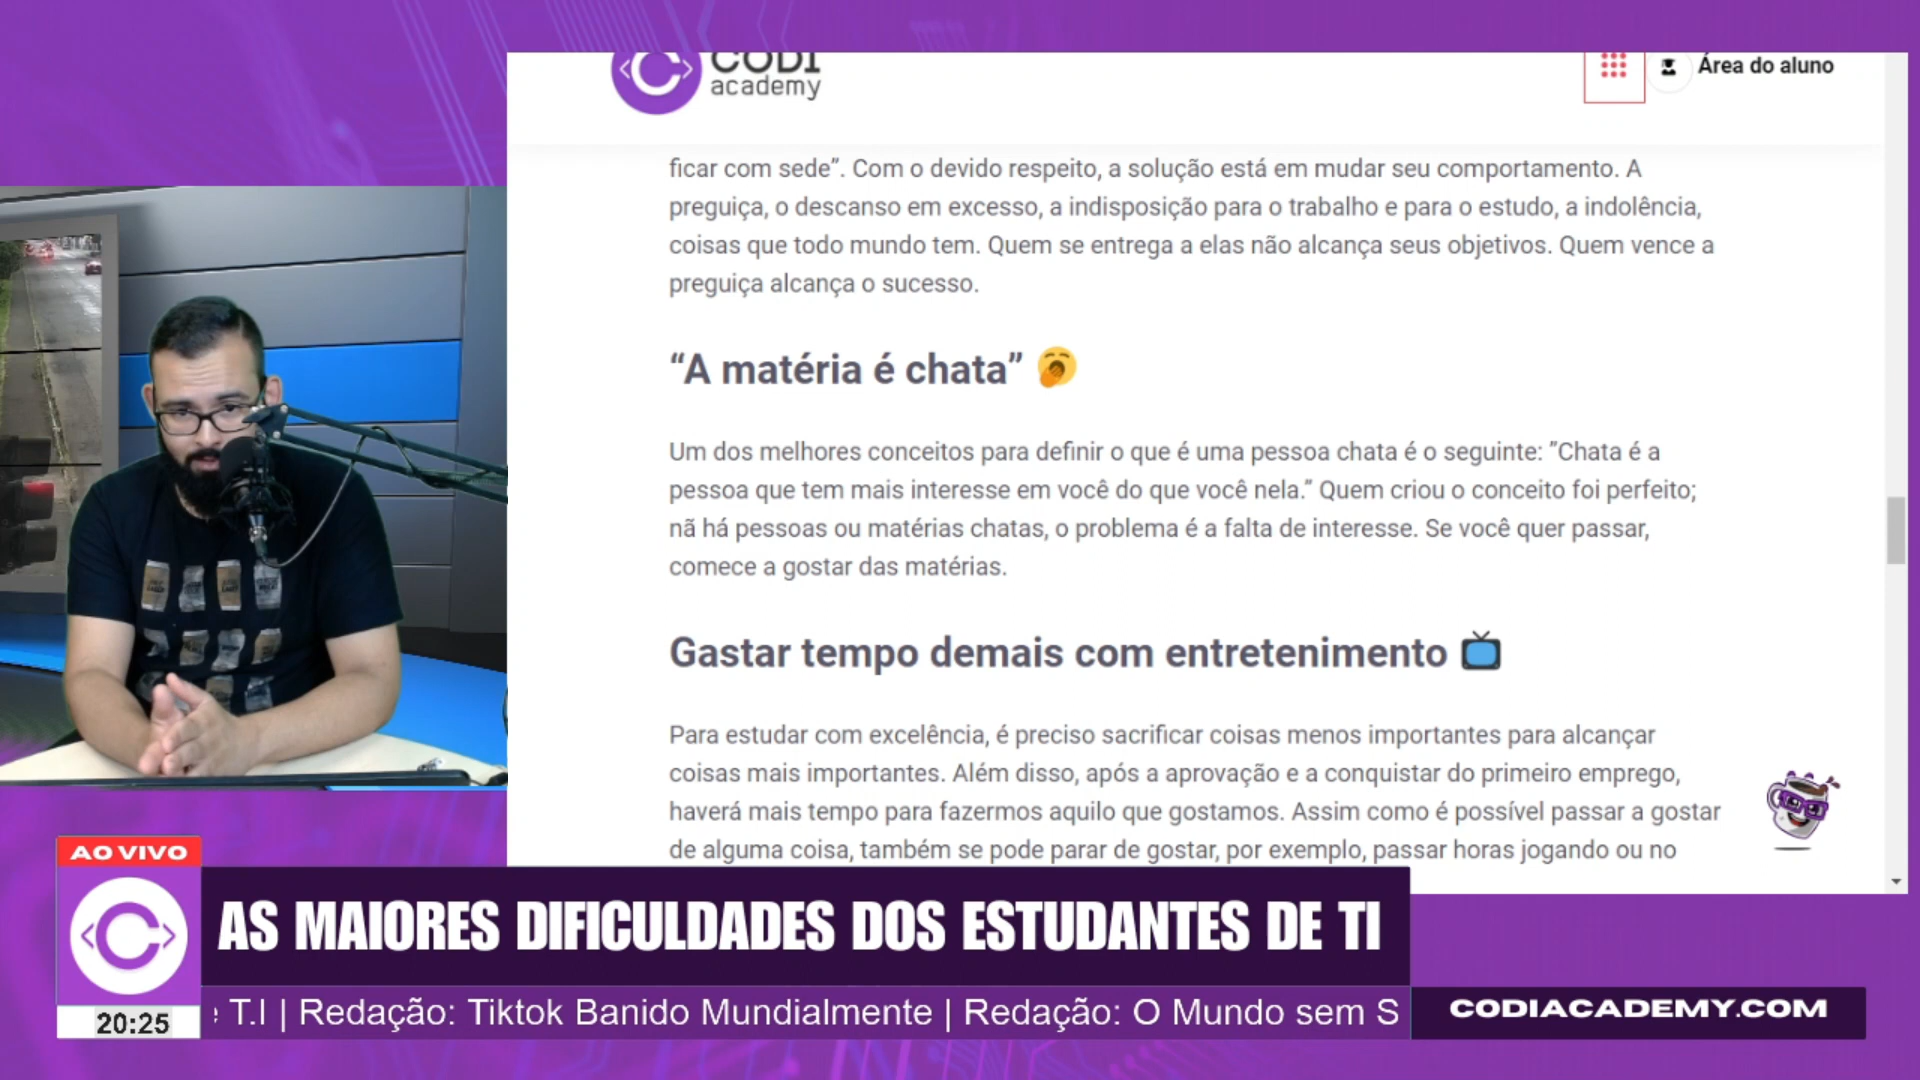 CODI
academy
Área do aluno
ficar com sede”. Com o devido respeito, a solução está em mudar seu comportamento. A
preguiça, o descanso em excesso, a indisposição para o trabalho e para o estudo, a indolência,
coisas que todo mundo tem. Quem se entrega a elas não alcança seus objetivos. Quem vence a
preguiça alcança o sucesso.
“A matéria é chata”
Um dos melhores conceitos para definir o que é uma pessoa chata é o seguinte: ”Chata é a
pessoa que tem mais interesse em você do que você nela.” Quem criou o conceito foi perfeito;
nã há pessoas ou matérias chatas, o problema é a falta de interesse. Se você quer passar,
comece a gostar das matérias.
Gastar tempo demais com entretenimento
Para estudar com excelência, é preciso sacrificar coisas menos importantes para alcançar
coisas mais importantes. Além disso, após a aprovação e a conquistar do primeiro emprego,
haverá mais tempo para fazermos aquilo que gostamos. Assim como é possível passar a gostar
de alguma coisa, também se pode parar de gostar, por exemplo, passar horas jogando ou no
AO VIVO
AS MAIORES DIFICULDADES DOS ESTUDANTES DE TI
20:25
T.I | Redação: Tiktok Banido Mundialmente | Redação: O Mundo sem S
CODIACADEMY.COM